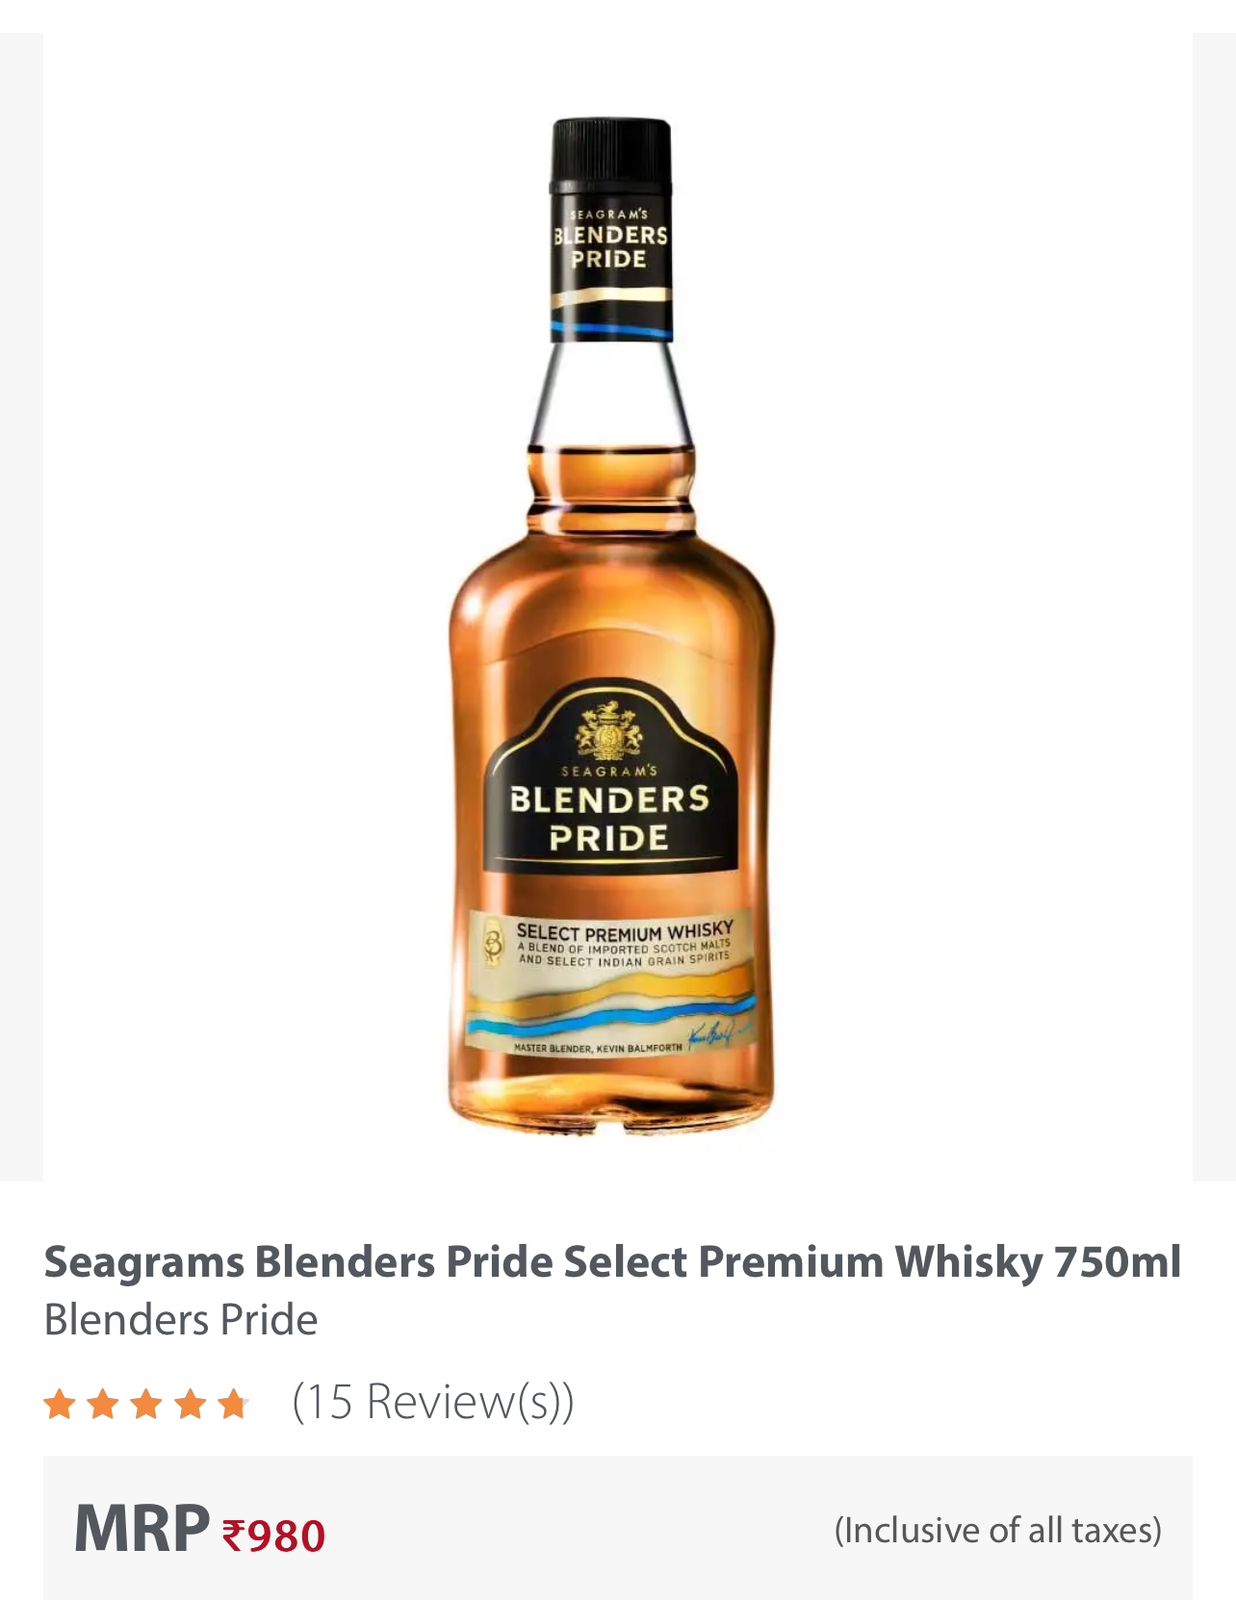 SEAGRAM'S
BLENDERS
PRIDE
SEAGRAM'S
BLENDERS
PRIDE
SELECT PREMIUM WHISKY
A BLEND OF IMPORTED SCOTCH MALTS
AND SELECT INDIAN GRAIN SPIRITS
MASTER BLENDER, KEVIN BALMFORTH
Seagrams Blenders Pride Select Premium Whisky 750ml
Blenders Pride
(15 Review(s))
MRP ₹980 (Inclusive of all taxes)